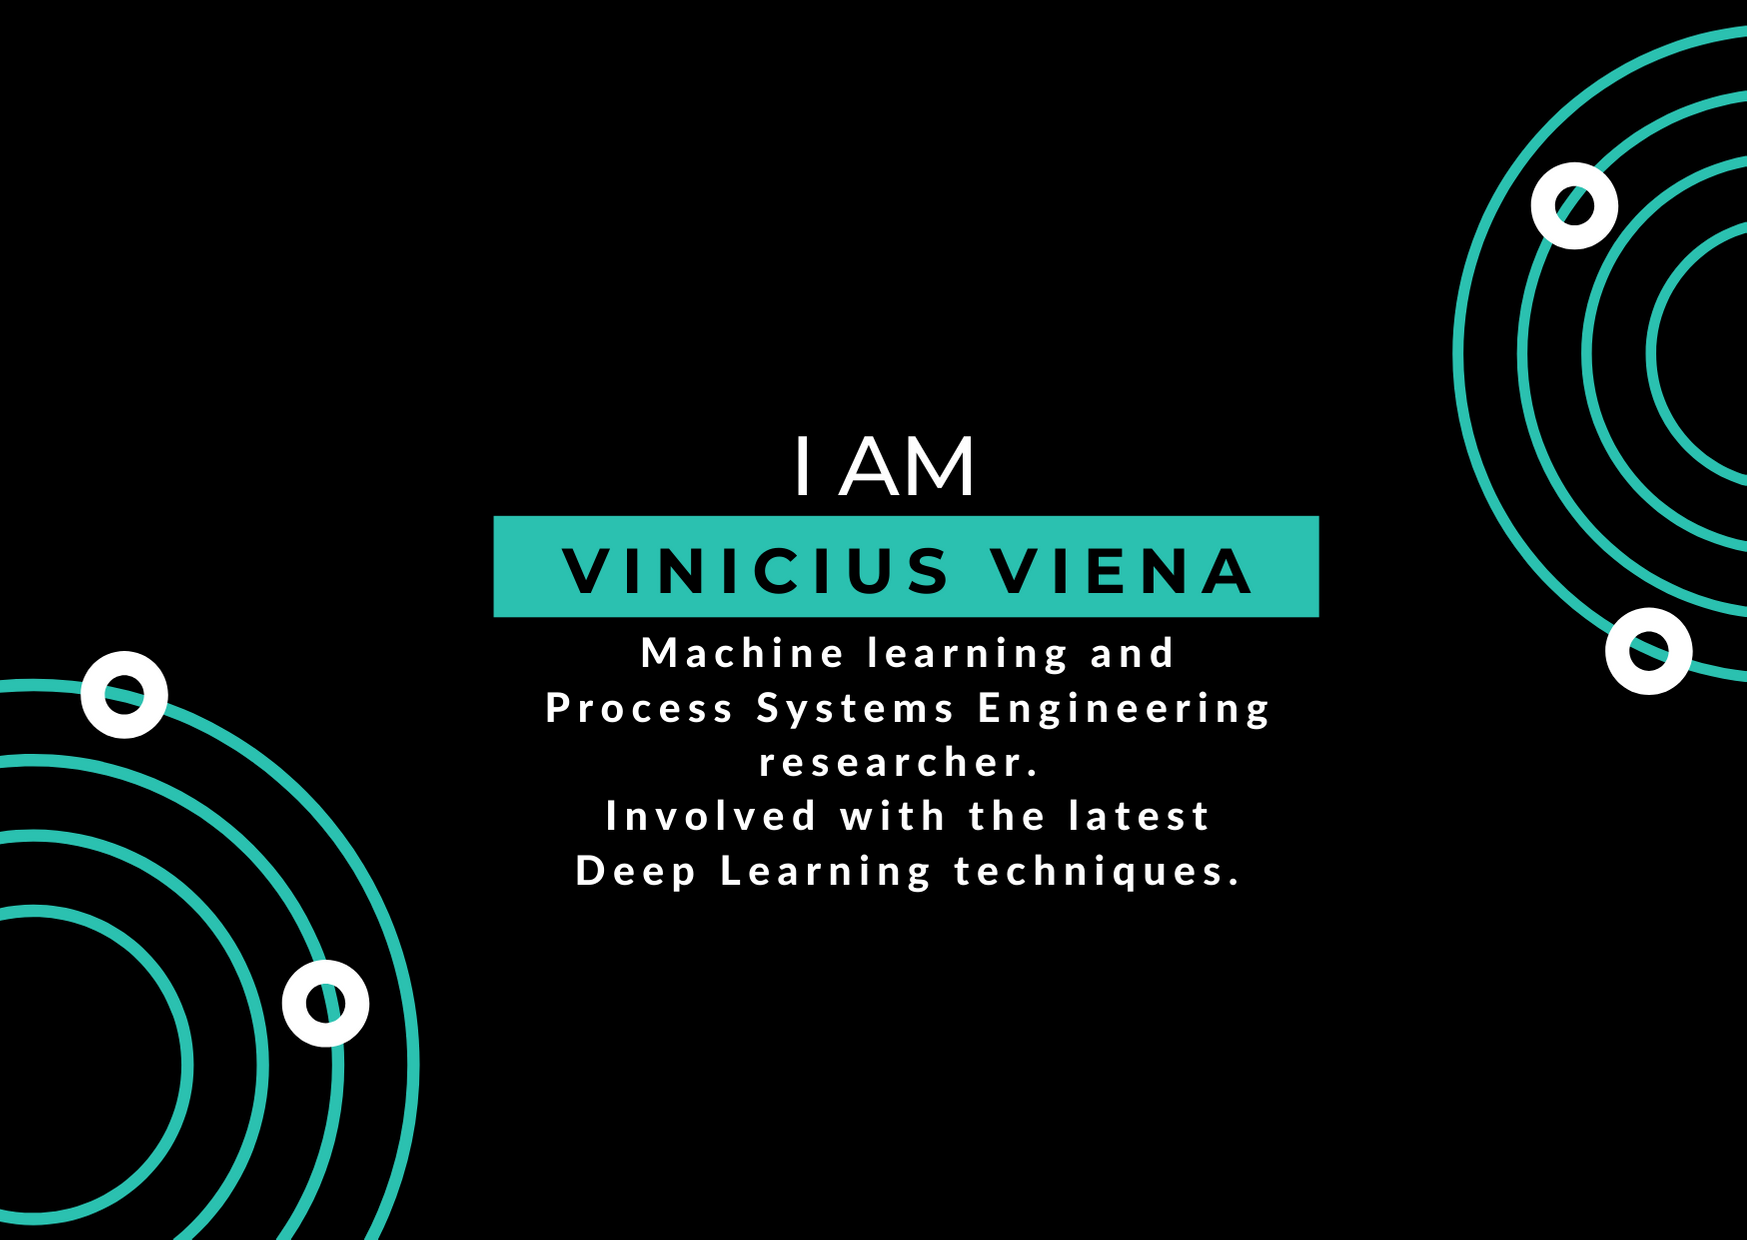 I AM
VINICIUS VIENA
Machine learning and
Process Systems Engineering
researcher.
Involved with the latest
Deep Learning techniques.